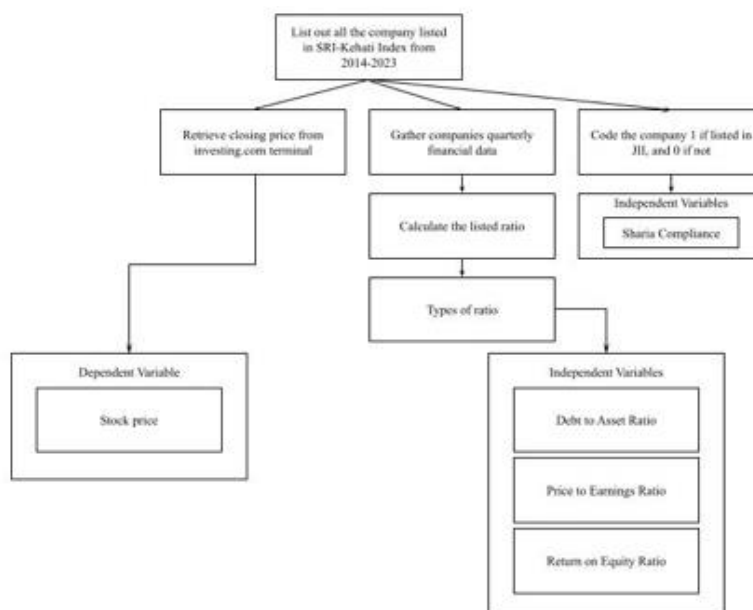 List out all the company listed
in SRI-Kehati Index from
2014-2023
Retrieve closing price from
investing.com terminal
Gather companies quarterly
financial data
Code the company 1 if listed in
JII, and 0 if not
Independent Variables
Sharia Compliance
Calculate the listed ratio
Types of ratio
Dependent Variable
Stock price
Independent Variables
Debt to Asset Ratio
Price to Earnings Ratio
Return on Equity Ratio